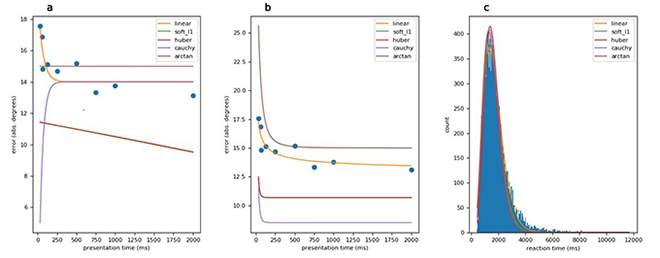 a
18
16
14
12
10
8
6
error (abs. degrees)
linear
soft_l1
huber
cauchy
arctan
0 250 500 750 1000 1250 1500 1750 2000
presentation time (ms)
b
25.0
22.5
20.0
17.5
15.0
12.5
10.0
error (abs. degrees)
linear
soft_l1
huber
cauchy
arctan
0 250 500 750 1000 1250 1500 1750 2000
presentation time (ms)
c
400
350
300
250
200
150
100
50
0
count
linear
soft_l1
huber
cauchy
arctan
0 2000 4000 6000 8000 10000 12000
reaction time (ms)